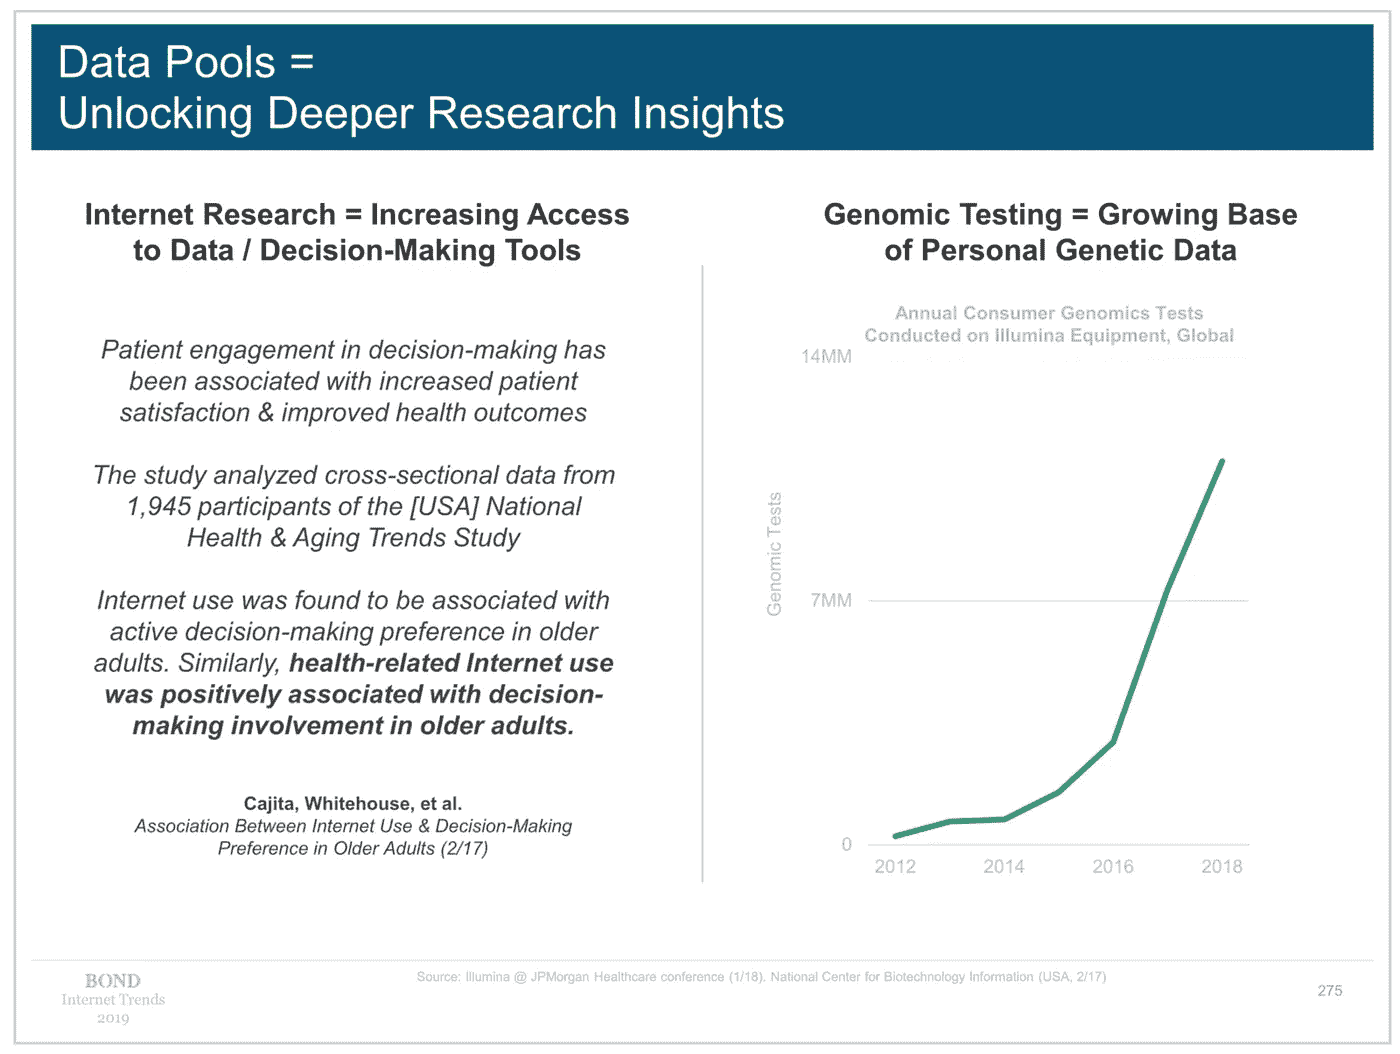 Data Pools =
Unlocking Deeper Research Insights
Internet Research = Increasing Access
to Data / Decision-Making Tools
Patient engagement in decision-making has
been associated with increased patient
satisfaction & improved health outcomes
The study analyzed cross-sectional data from
1,945 participants of the [USA] National
Health & Aging Trends Study
Internet use was found to be associated with
active decision-making preference in older
adults. Similarly, health-related Internet use
was positively associated with decision-
making involvement in older adults.
Cajita, Whitehouse, et al.
Association Between Internet Use & Decision-Making
Preference in Older Adults (2/17)
Genomic Testing = Growing Base
of Personal Genetic Data
Annual Consumer Genomics Tests
Conducted on Illumina Equipment, Global
14MM
Genomic Tests
7MM
0
2012 2014 2016 2018
BOND
Internet Trends
2019
Source: Illumina @ JPMorgan Healthcare conference (1/18). National Center for Biotechnology Information (USA, 2/17)
275